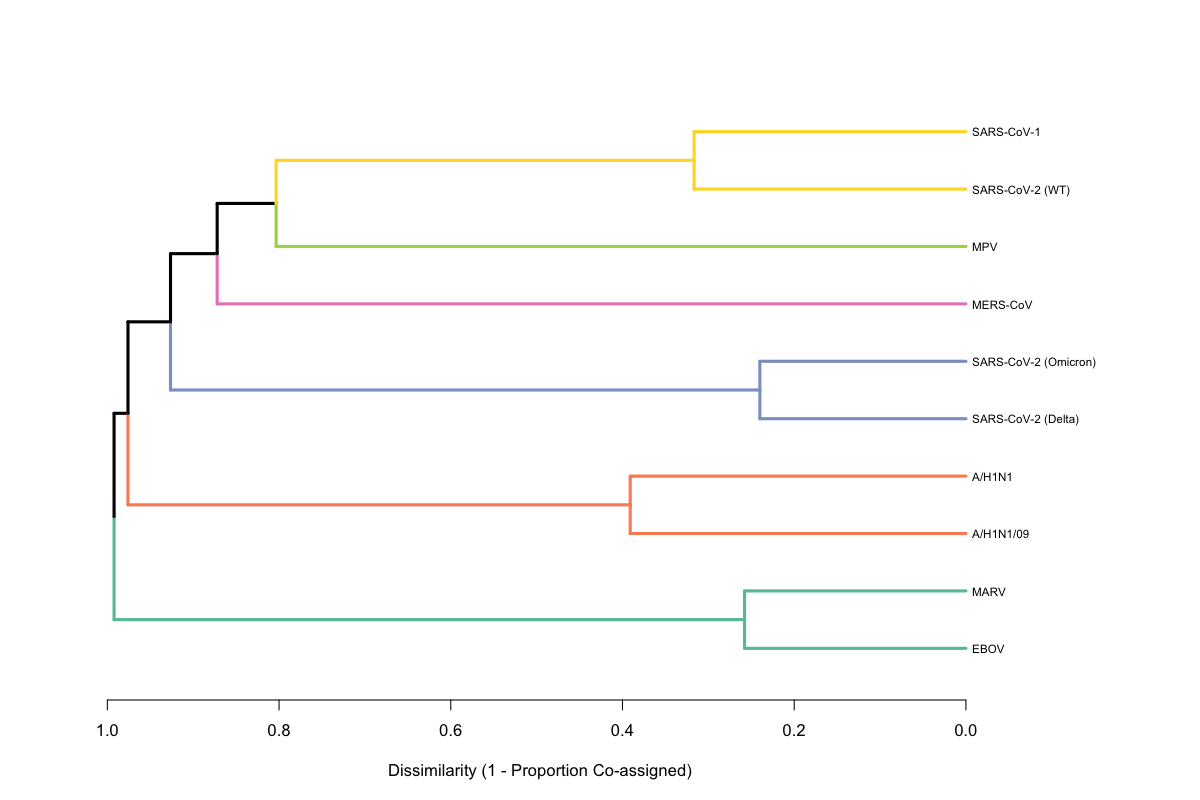 SARS-CoV-1
SARS-CoV-2 (WT)
MPV
MERS-CoV
SARS-CoV-2 (Omicron)
SARS-CoV-2 (Delta)
A/H1N1
A/H1N1/09
MARV
EBOV
1.0 0.8 0.6 0.4 0.2 0.0
Dissimilarity (1 - Proportion Co-assigned)